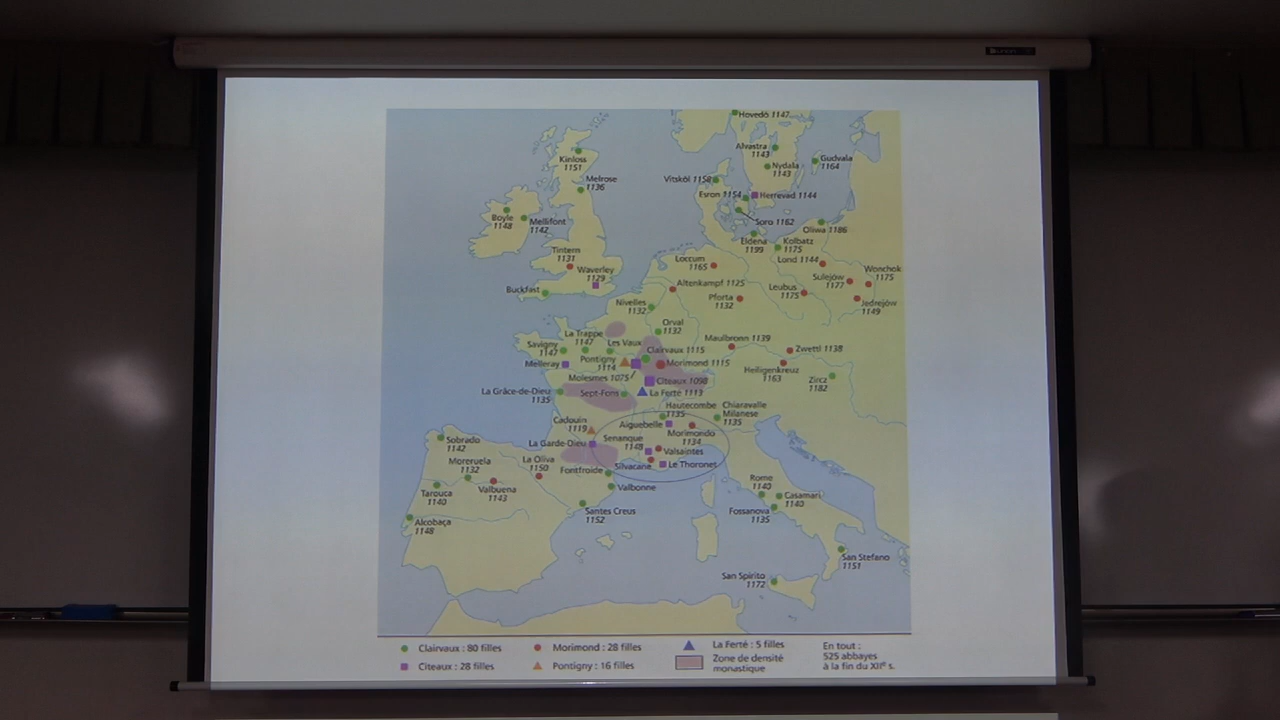 Hovedö 1147
Alvastra
1143
Gudvala
1164
Nydala
1143
Kinloss
1151
Vitsköl 1158
Melrose
1136
Esron 1154
Herrevad 1144
Boyle
1148
Mellifont
1142
Soro 1162
Oliwa 1186
Eldena
1199
Kolbatz
1175
Tintern
1131
Loccum
1165
Lond 1144
Waverley
1129
Wonchok
1175
Sulejow
1177
Altenkampf 1125
Buckfast
Leubus
1175
Pforta
1132
Nivelles
1132
Jedrejow
1149
Orval
1132
La Trappe
1147
Savigny
1147
Les Vaux
Maulbronn 1139
Clairvaux 1115
Zwettl 1138
Pontigny
1114
Melleray
Morimond 1115
Heiligenkreuz
1163
Molesmes 1075
Cîteaux 1098
Zircz
1182
La Grâce-de-Dieu
1135
Sept-Fons
La Ferté 1113
Hautecombe
1135
Chiaravalle
Milanese
1135
Cadouin
1119
Aiguebelle
Morimondo
1134
Sobrado
1142
La Garde-Dieu
Senanque
1148
Valsaintes
Moreruela
1132
La Oliva
1150
Fontfroide
Silvacane
Le Thoronet
Tarouca
1140
Valbuena
1143
Valbonne
Rome
1140
Casamari
1140
Santes Creus
1152
Fossanova
1135
Alcobaça
1148
San Stefano
1151
San Spirito
1172
Clairvaux : 80 filles
Morimond : 28 filles
La Ferté : 5 filles
En tout :
525 abbayes
à la fin du XIIe s.
Cîteaux : 28 filles
Pontigny : 16 filles
Zone de densité
monastique